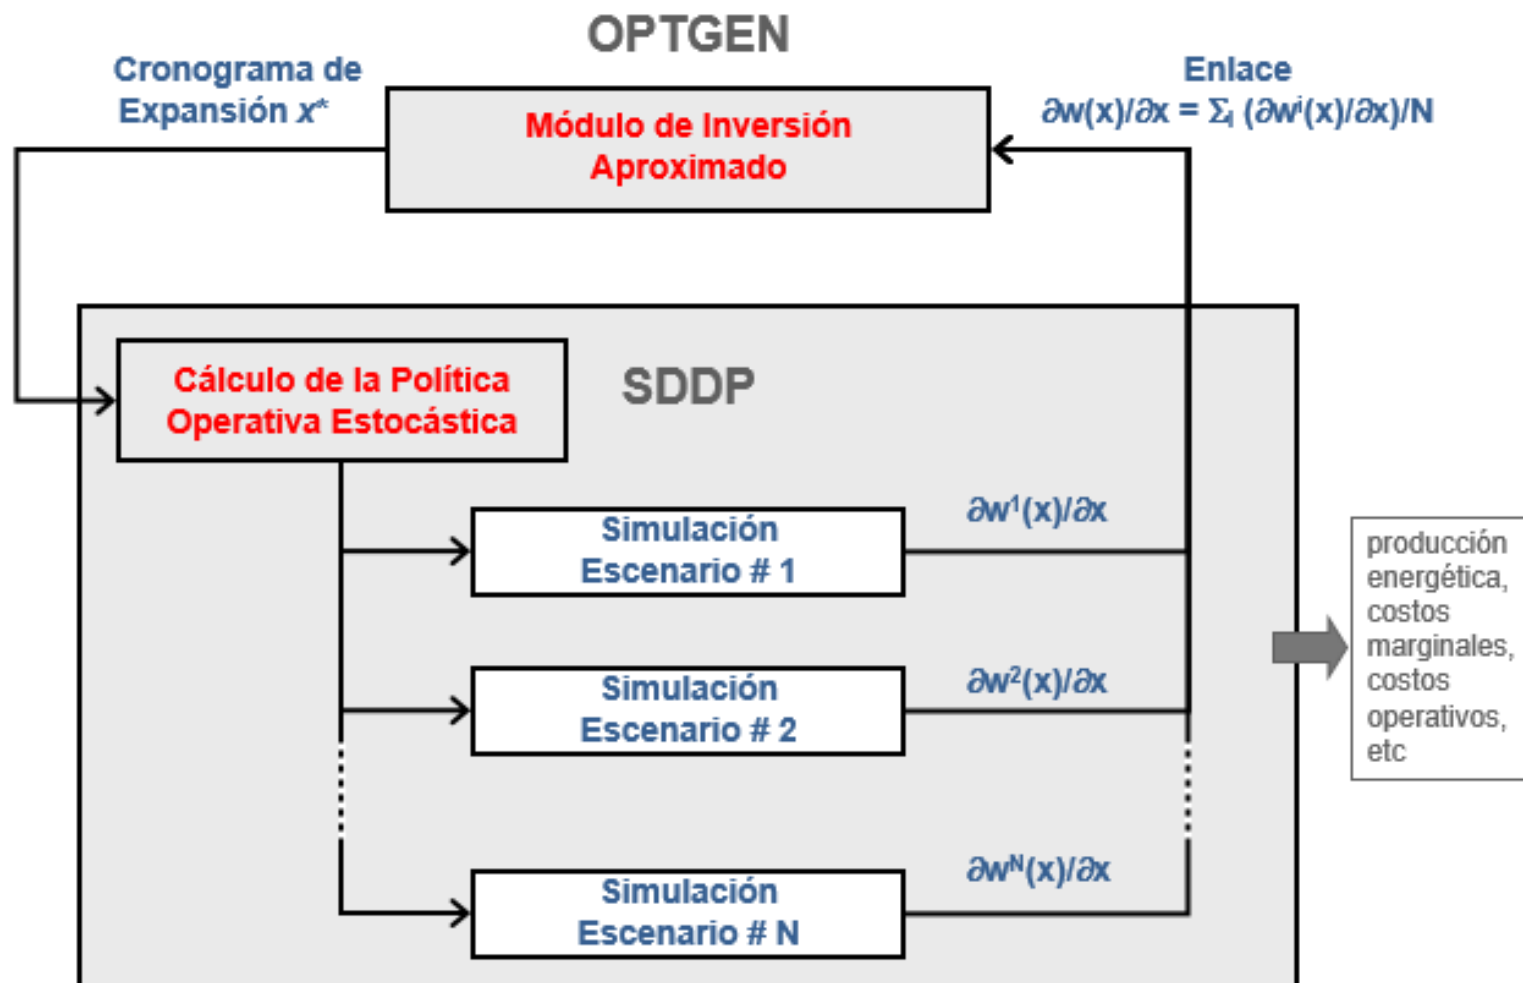 OPTGEN
Cronograma de
Expansión x*
Módulo de Inversión
Aproximado
Enlace
∂w(x)/∂x = Σᵢ (∂wⁱ(x)/∂x)/N
Cálculo de la Política
Operativa Estocástica
SDDP
Simulación
Escenario # 1
∂w¹(x)/∂x
Simulación
Escenario # 2
∂w²(x)/∂x
Simulación
Escenario # N
∂wᴺ(x)/∂x
producción
energética,
costos
marginales,
costos
operativos,
etc